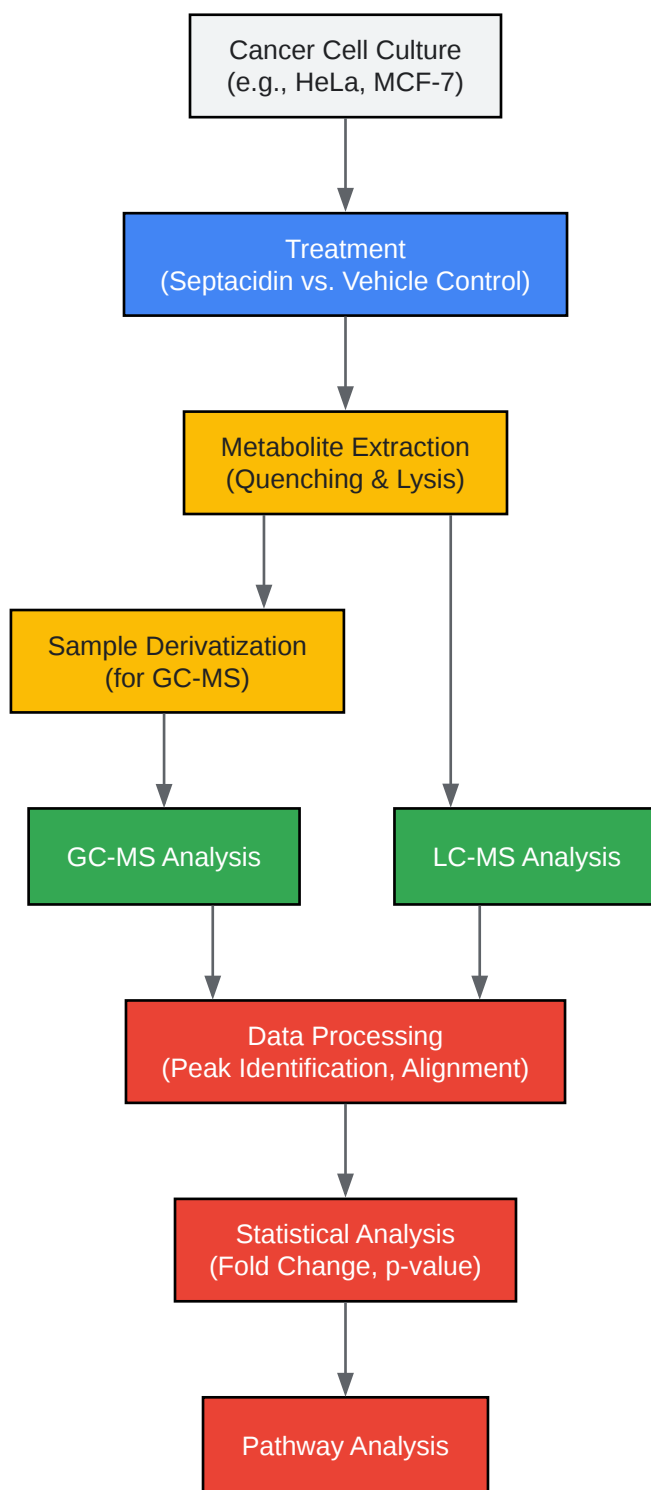 Cancer Cell Culture
(e.g., HeLa, MCF-7)
Treatment
(Septacidin vs. Vehicle Control)
Metabolite Extraction
(Quenching & Lysis)
Sample Derivatization
(for GC-MS)
GC-MS Analysis
LC-MS Analysis
Data Processing
(Peak Identification, Alignment)
Statistical Analysis
(Fold Change, p-value)
Pathway Analysis